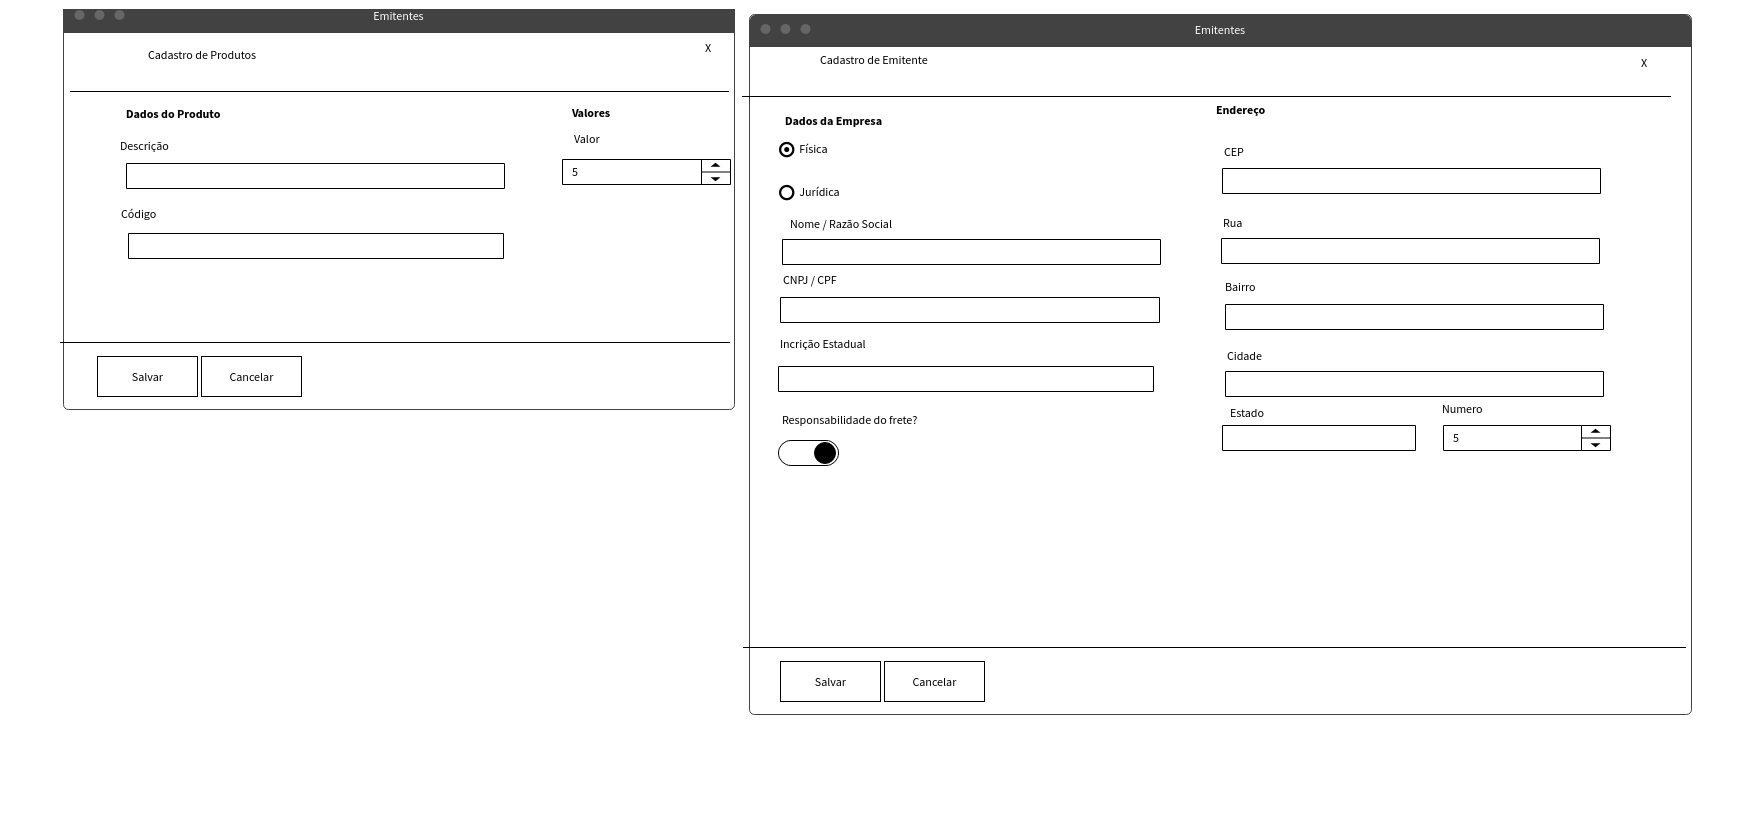 Emitentes
Cadastro de Produtos
X
Dados do Produto
Valores
Descrição
Valor
5
Código
Salvar
Cancelar
Emitentes
Cadastro de Emitente
X
Dados da Empresa
Endereço
Física
CEP
Jurídica
Nome / Razão Social
Rua
CNPJ / CPF
Bairro
Incrição Estadual
Cidade
Responsabilidade do frete?
Estado
Numero
5
Salvar
Cancelar